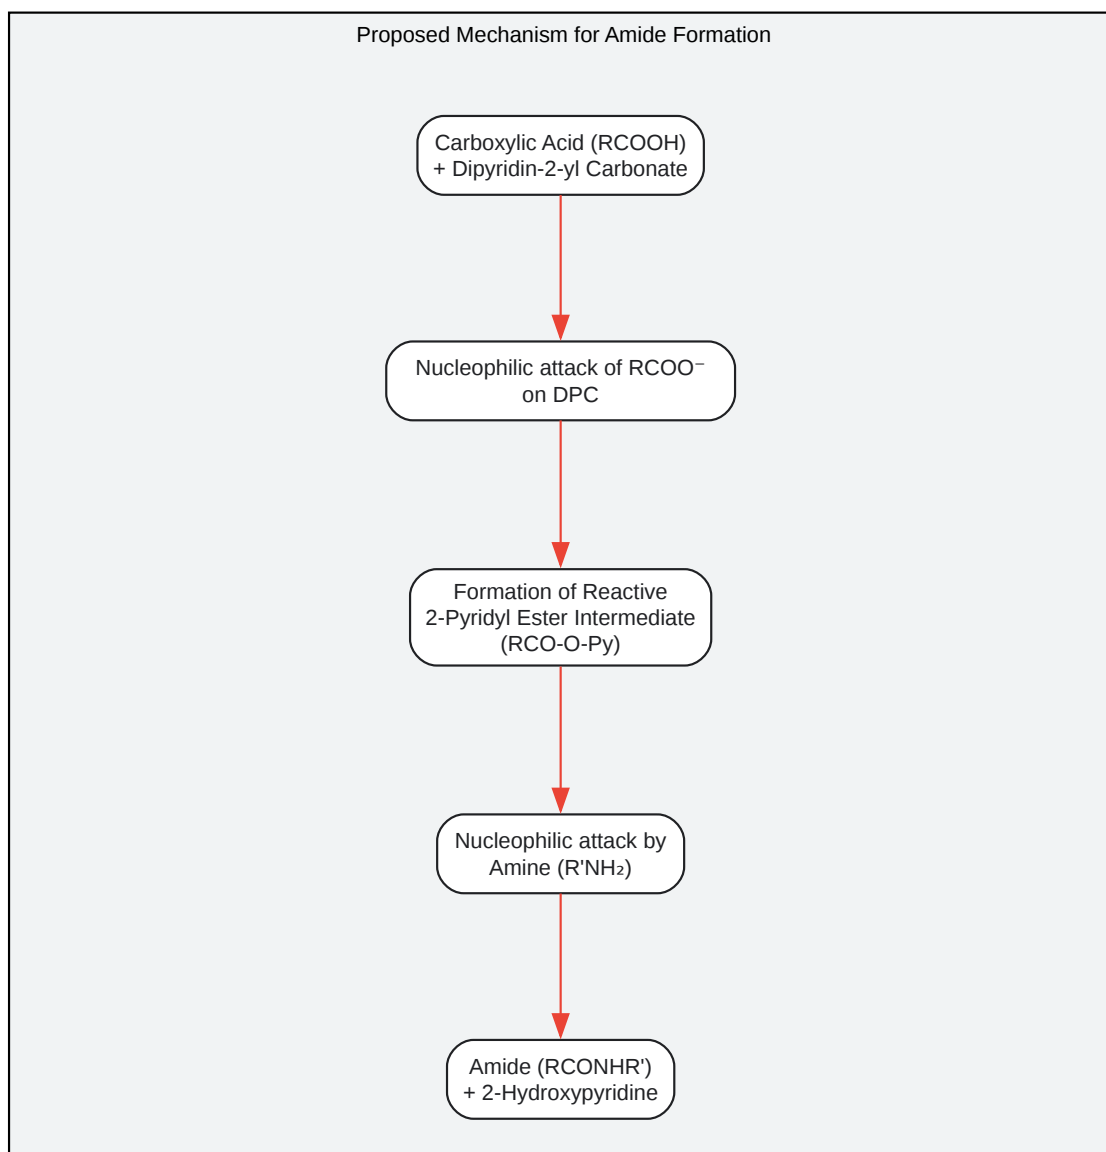 Proposed Mechanism for Amide Formation
Carboxylic Acid (RCOOH)
+ Dipyridin-2-yl Carbonate
Nucleophilic attack of RCOO⁻
on DPC
Formation of Reactive
2-Pyridyl Ester Intermediate
(RCO-O-Py)
Nucleophilic attack by
Amine (R'NH₂)
Amide (RCONHR')
+ 2-Hydroxypyridine